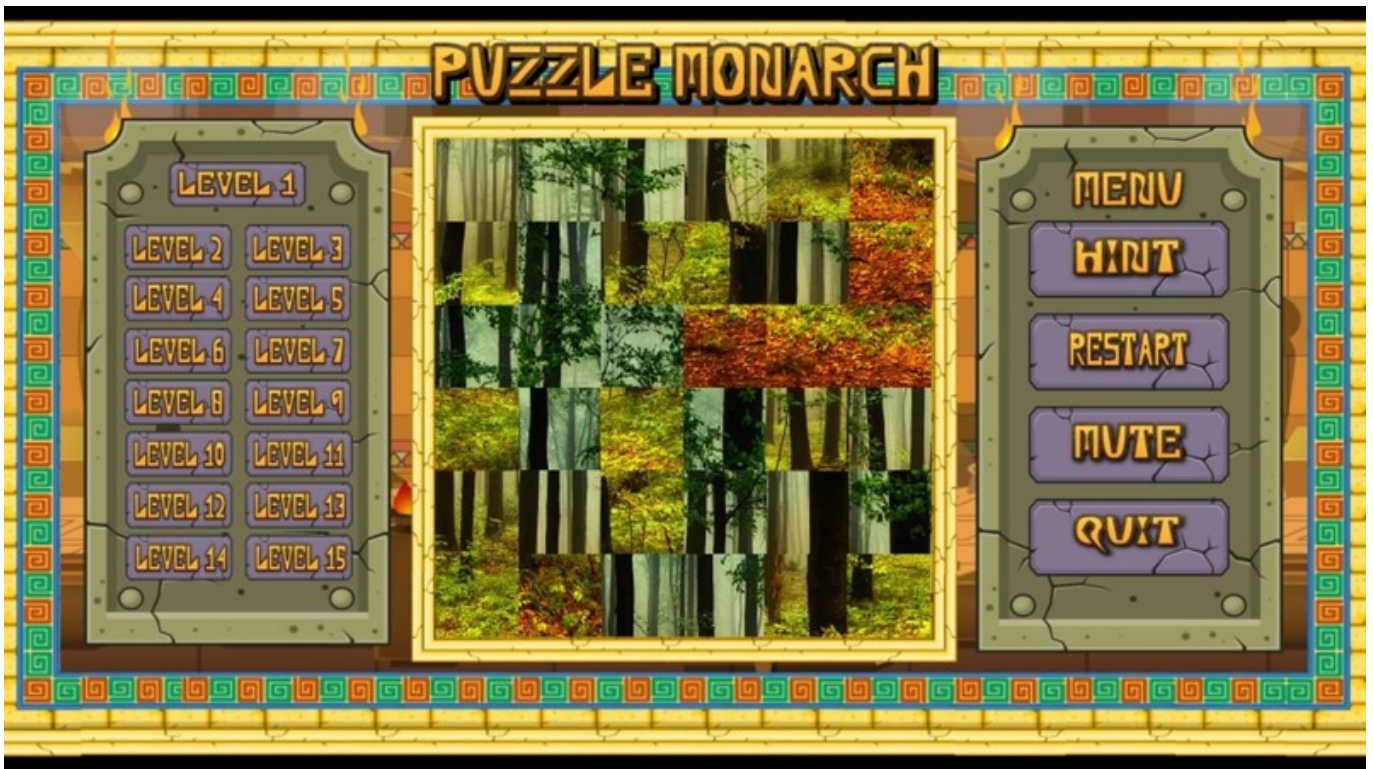 PUZZLE MONARCH
LEVEL 1
LEVEL 2 LEVEL 3
LEVEL 4 LEVEL 5
LEVEL 6 LEVEL 7
LEVEL 8 LEVEL 9
LEVEL 10 LEVEL 11
LEVEL 12 LEVEL 13
LEVEL 14 LEVEL 15
MENU
HINT
RESTART
MUTE
QUIT